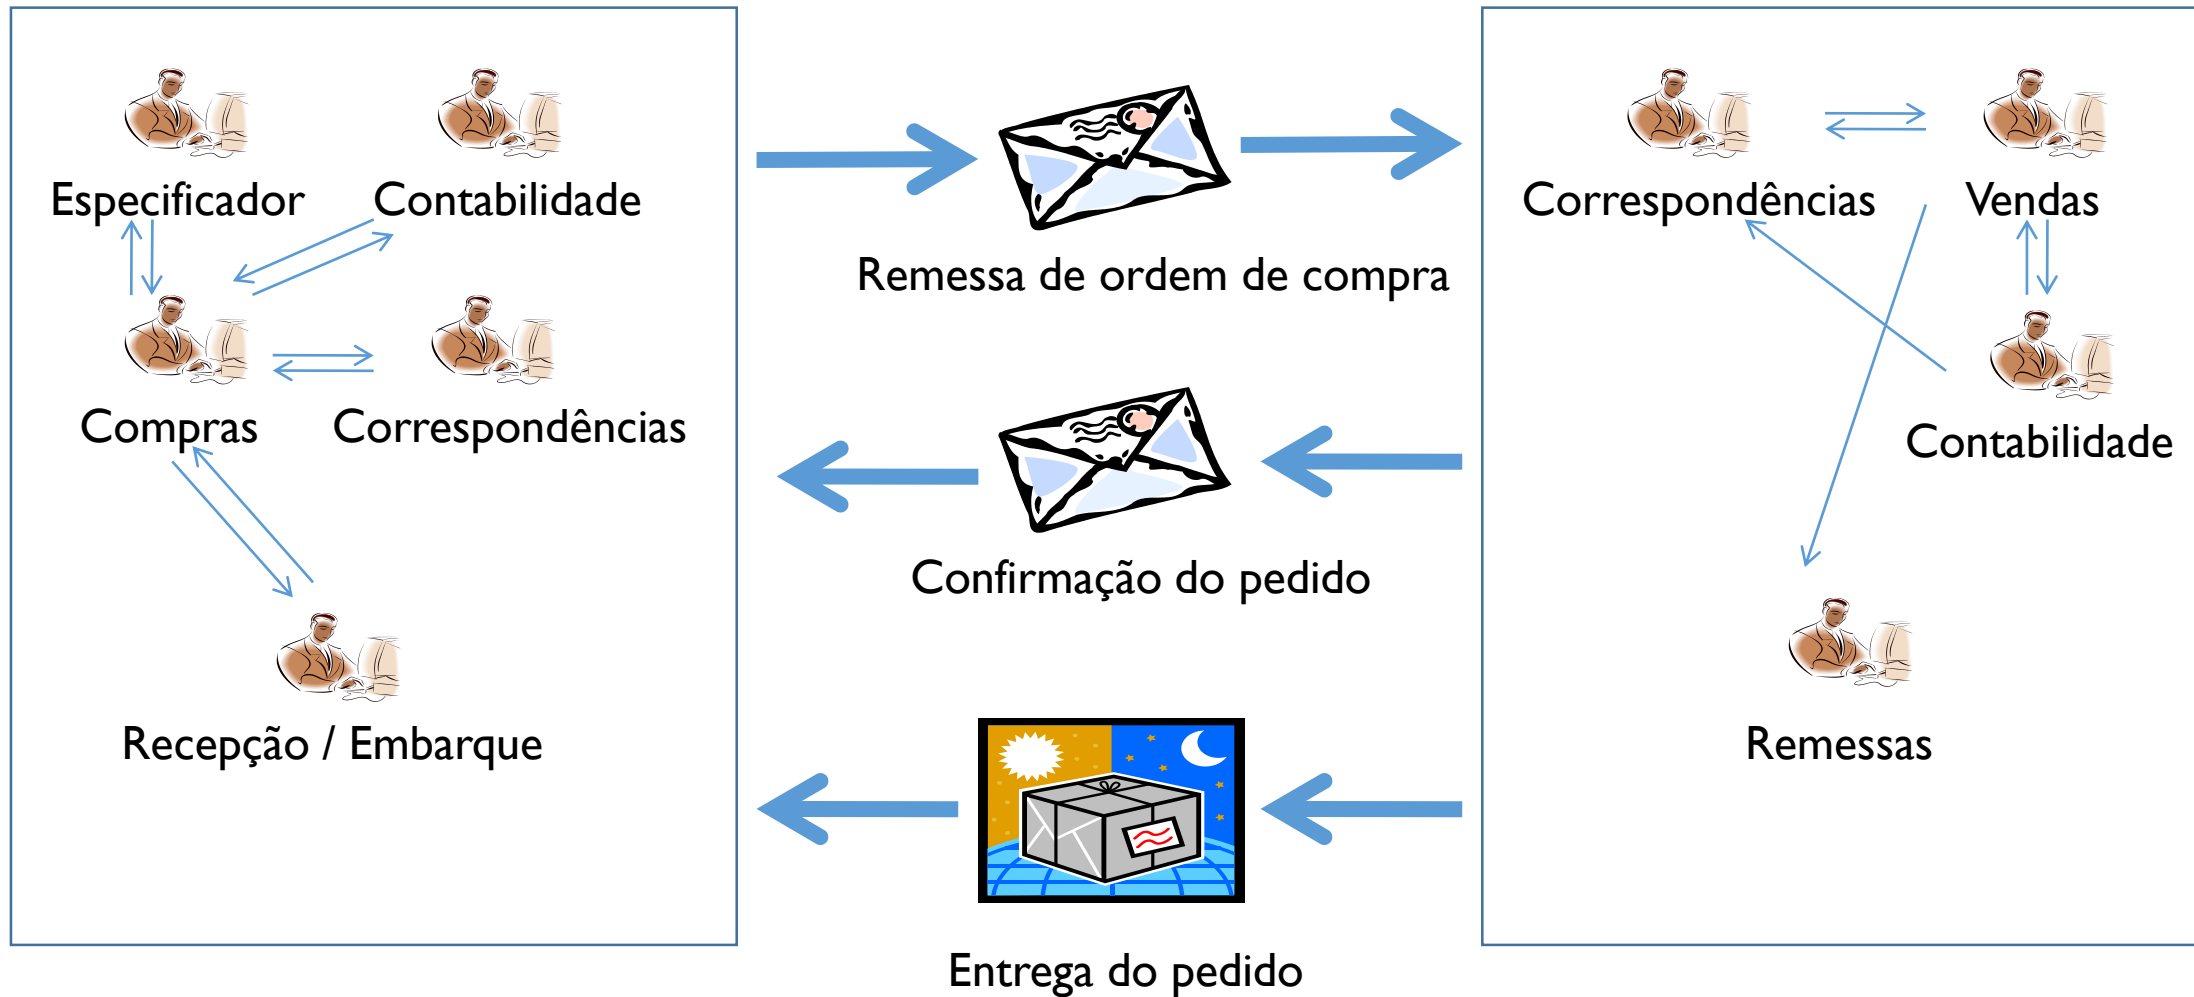 Especificador
Contabilidade
Compras
Correspondências
Recepção / Embarque
Remessa de ordem de compra
Confirmação do pedido
Entrega do pedido
Correspondências
Vendas
Contabilidade
Remessas